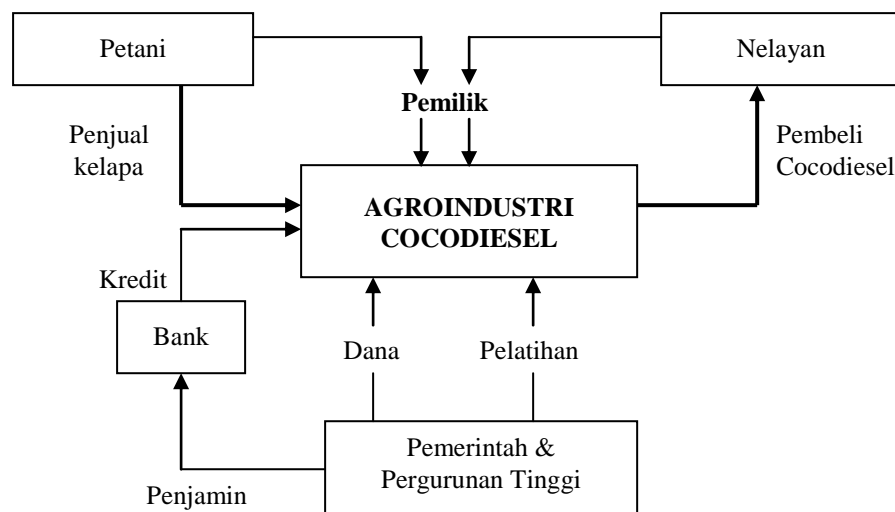 Petani
Nelayan
Pemilik
Penjual
kelapa
Pembeli
Cocodiesel
AGROINDUSTRI
COCODIESEL
Kredit
Bank
Dana
Pelatihan
Pemerintah &
Pergurunan Tinggi
Penjamin